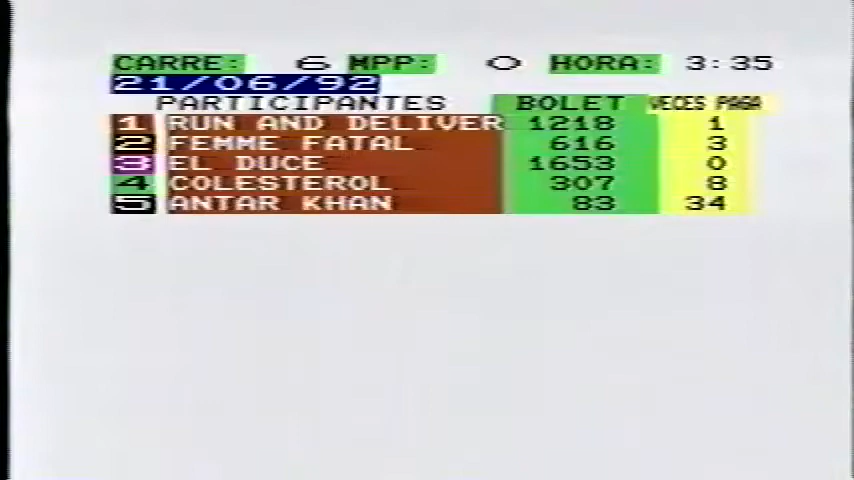 CARRE: 6 MPP: 0 HORA: 3:35
21/06/92
PARTICIPANTES BOLET VECES PAGA
1 RUN AND DELIVER 1218 1
2 FEMME FATAL 616 3
3 EL DUCE 1653 0
4 COLESTEROL 307 8
5 ANTAR KHAN 83 34